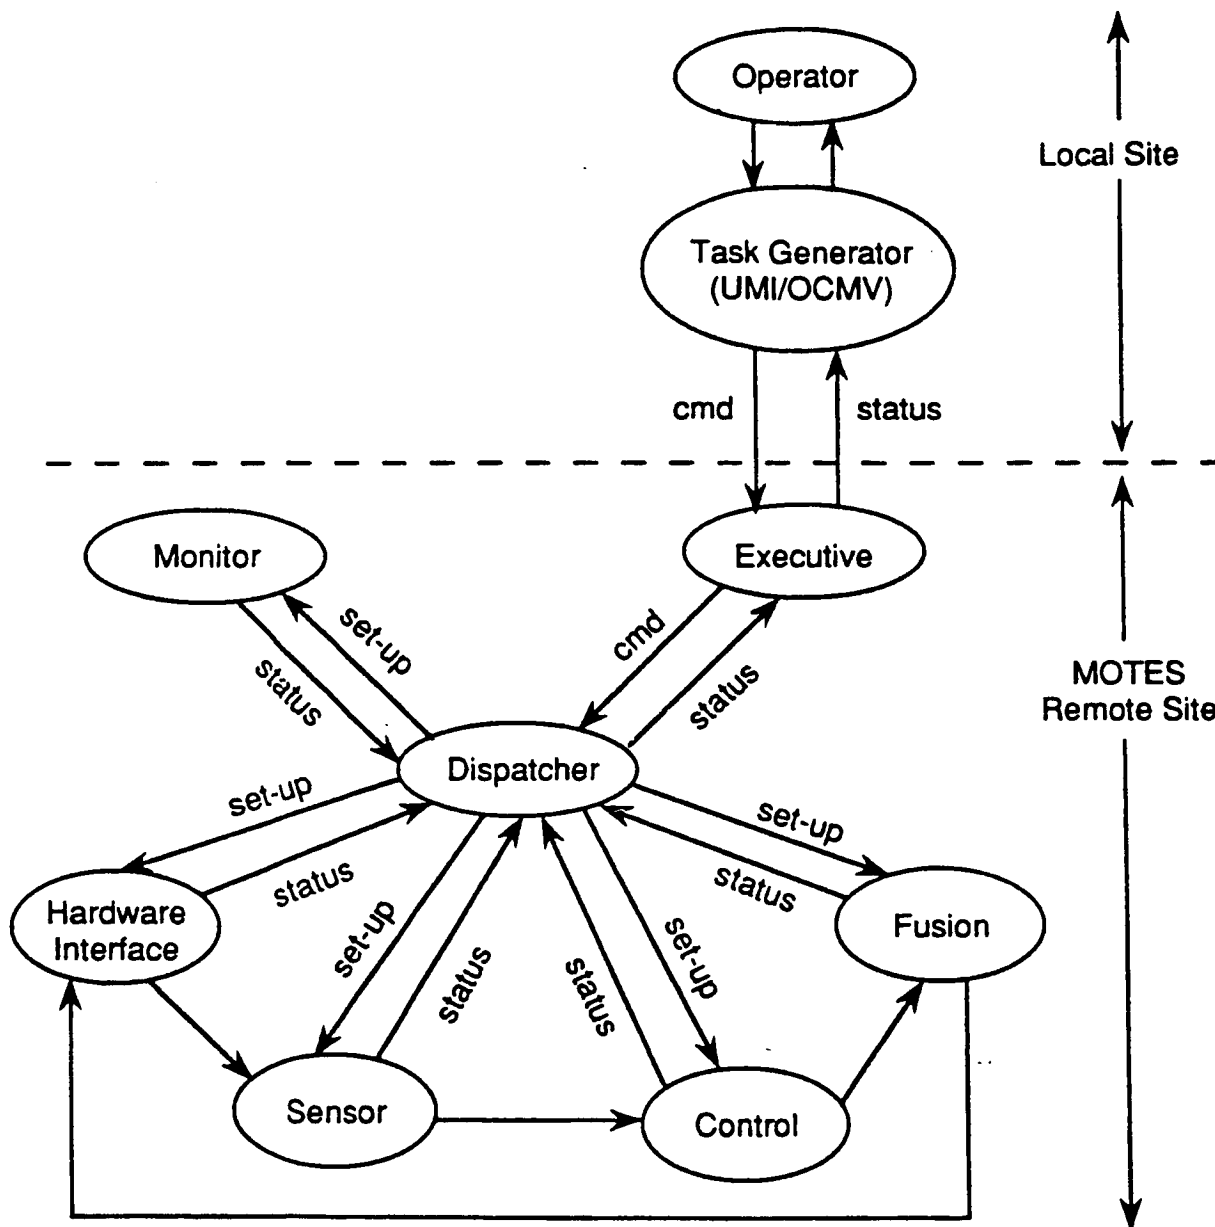 Operator
Local Site
Task Generator
(UMI/OCMV)
cmd
status
Monitor
Executive
set-up
status
cmd
status
MOTES
Remote Site
Dispatcher
set-up
status
set-up
status
Hardware
Interface
set-up
status
status
set-up
Fusion
Sensor
Control